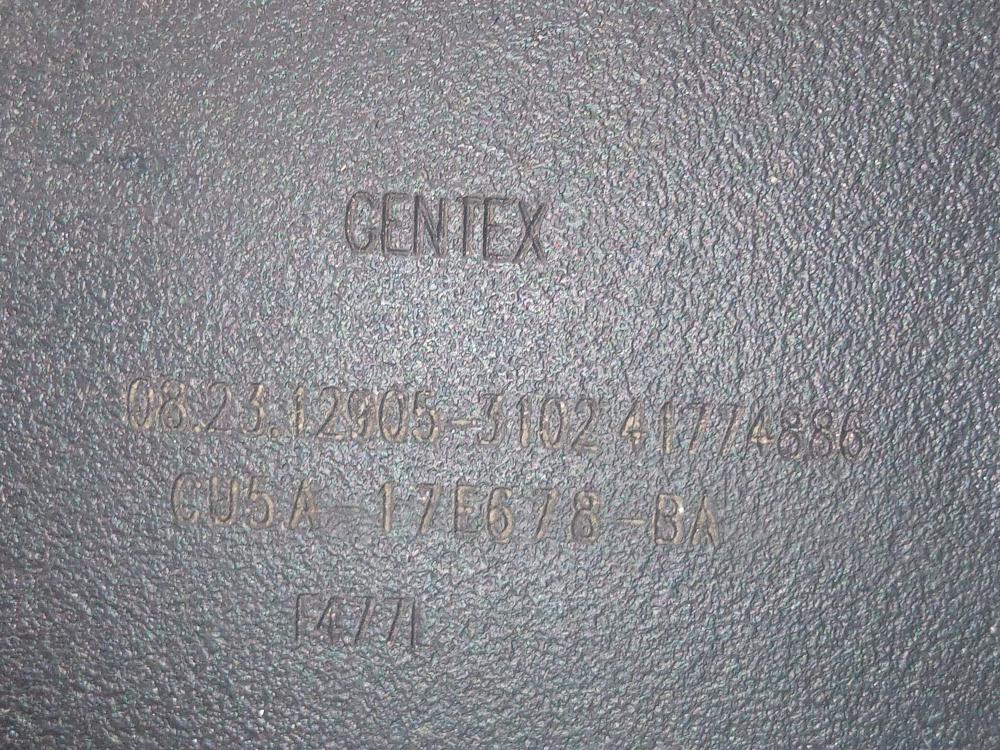 GENTEX
08.23.12905-3102 41774886
CU5A-17E678-BA
F477L